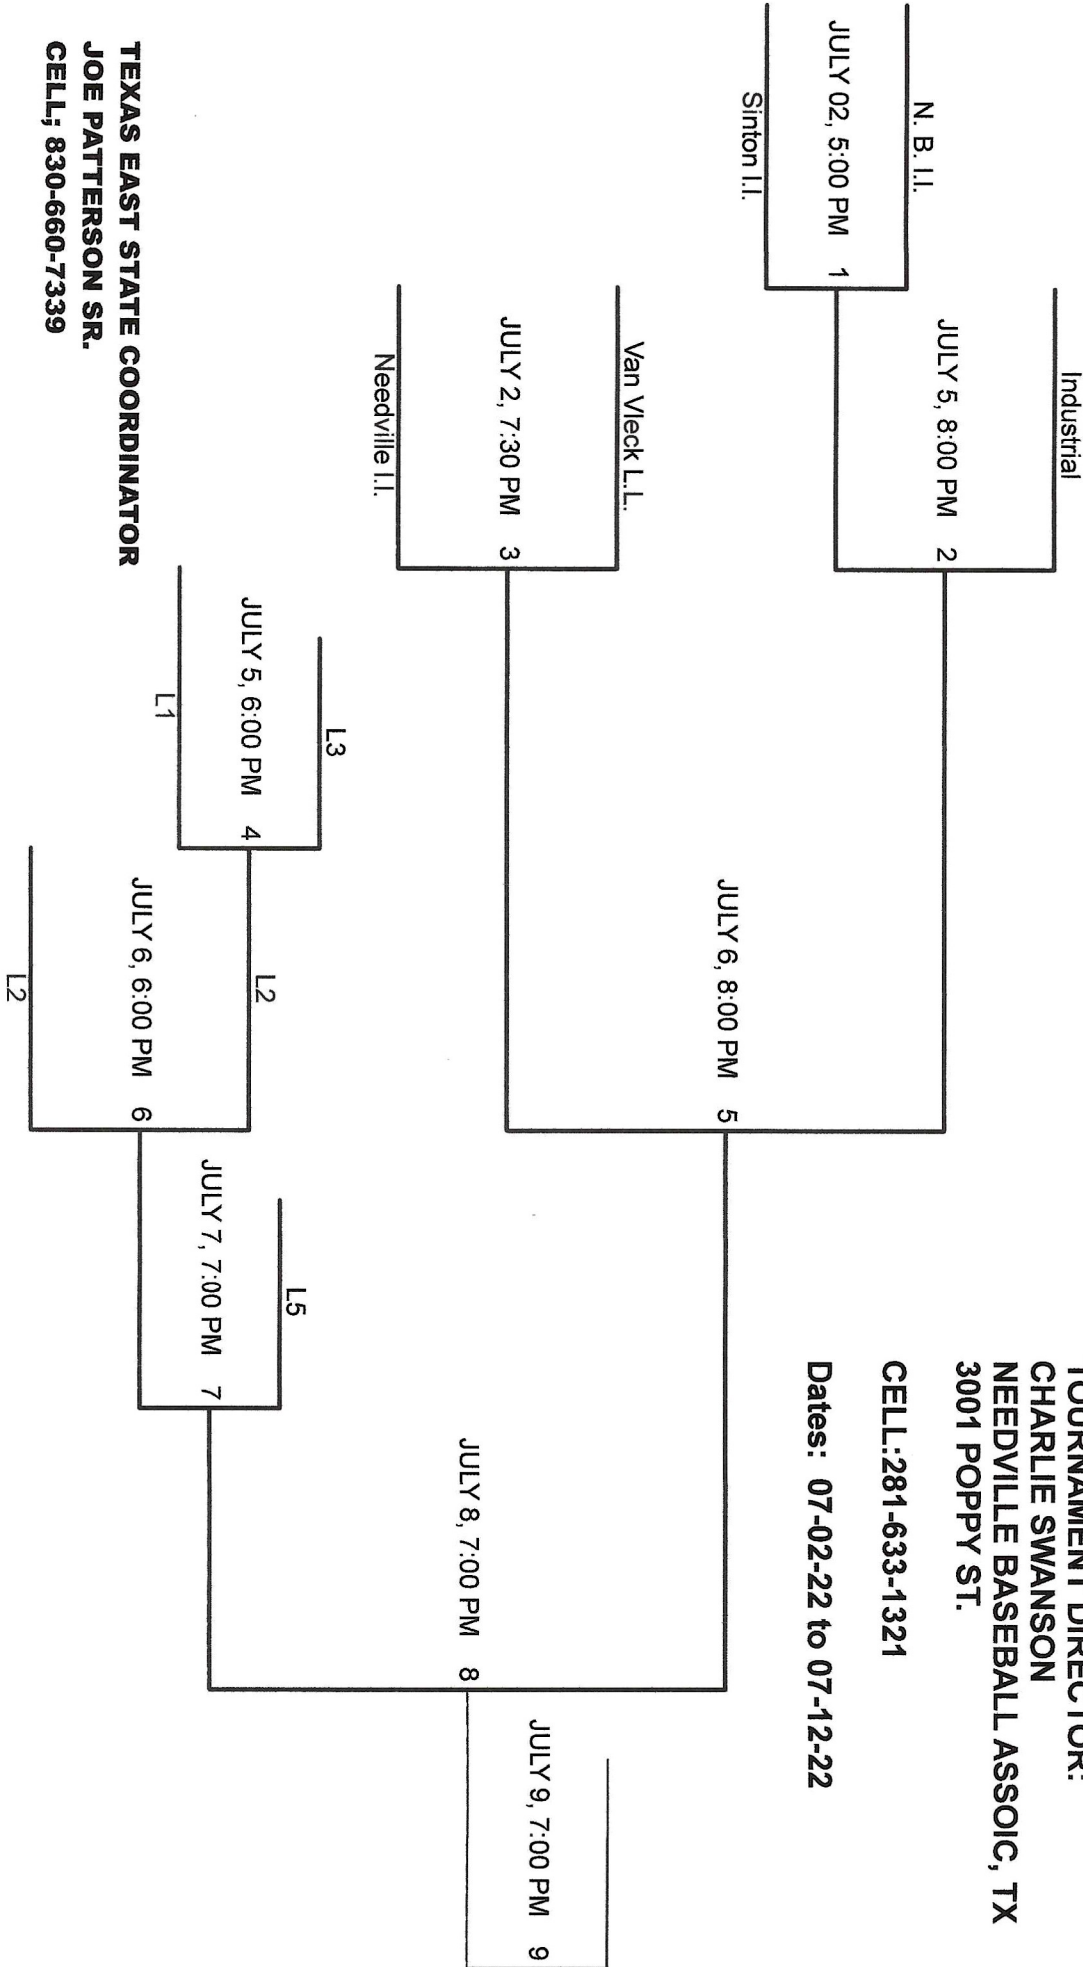 TOURNAMENT DIRECTOR:
CHARLIE SWANSON
NEEDVILLE BASEBALL ASSOIC, TX
3001 POPPY ST.
CELL:281-633-1321
Dates: 07-02-22 to 07-12-22
Industrial
JULY 5, 8:00 PM 2
N. B. l.l.
JULY 02, 5:00 PM 1
Sinton l.l.
JULY 6, 8:00 PM 5
Van Vleck L.L.
JULY 2, 7:30 PM 3
Needville l.l.
JULY 9, 7:00 PM 9
JULY 8, 7:00 PM 8
L3
JULY 5, 6:00 PM 4
L1
L5
JULY 7, 7:00 PM 7
L2
JULY 6, 6:00 PM 6
L2
TEXAS EAST STATE COORDINATOR
JOE PATTERSON SR.
CELL; 830-660-7339